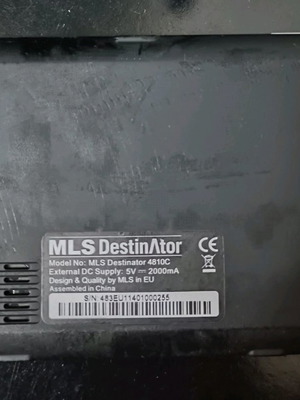 MLS DestinAtor
CE
Model No: MLS Destinator 4810C
External DC Supply: 5V ⎓ 2000mA
Design & Quality by MLS in EU
Assembled in China
S/N: 483EU11401000255